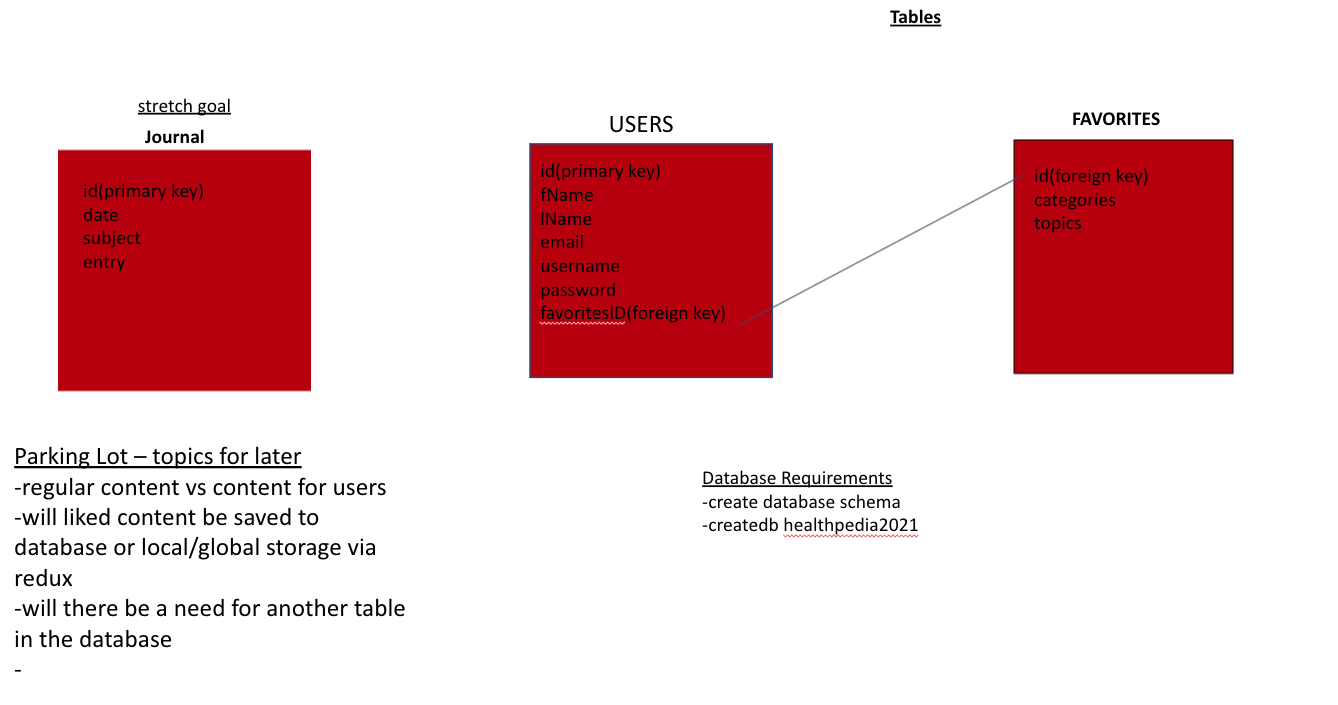 Tables
stretch goal
Journal
id(primary key)
date
subject
entry
USERS
id(primary key)
fName
lName
email
username
password
favoritesID(foreign key)
FAVORITES
id(foreign key)
categories
topics
Parking Lot – topics for later
-regular content vs content for users
-will liked content be saved to
database or local/global storage via
redux
-will there be a need for another table
in the database
-
Database Requirements
-create database schema
-createdb healthpedia2021